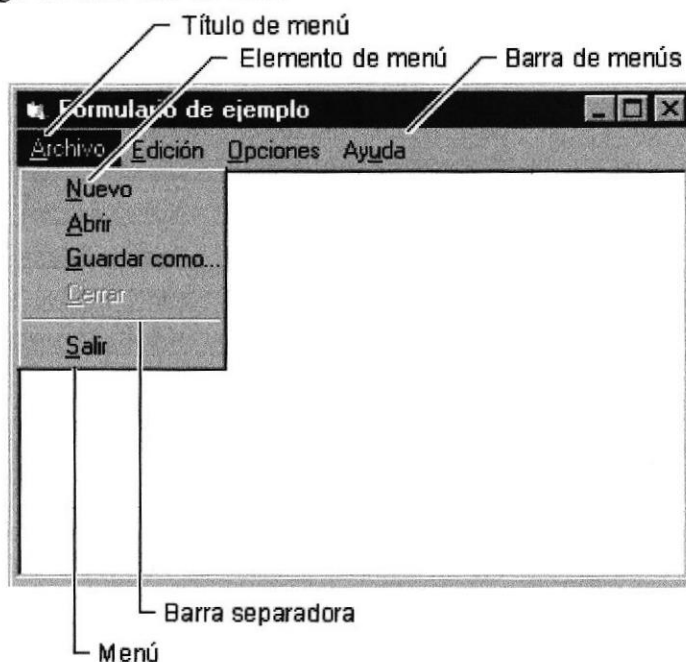 Título de menú
Elemento de menú
Barra de menús
Formulario de ejemplo
Archivo Edición Opciones Ayuda
Nuevo
Abrir
Guardar como...
Cerrar
Salir
Barra separadora
Menú